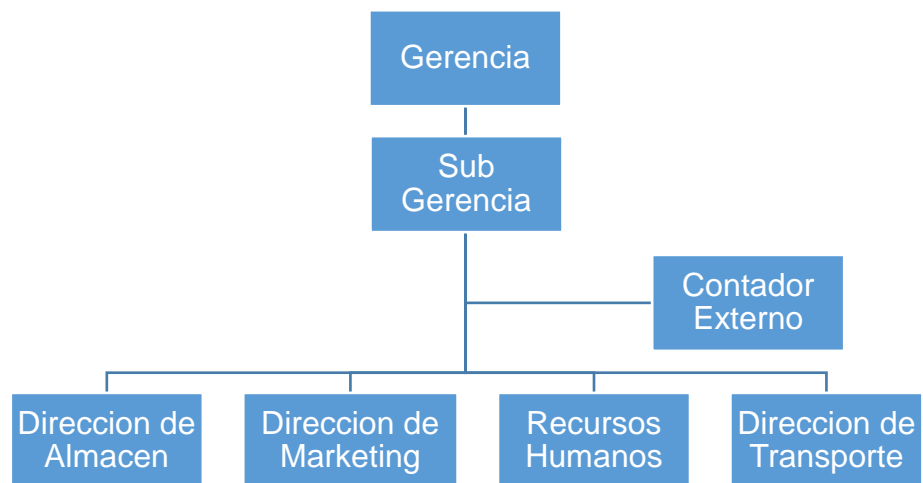 Gerencia
Sub
Gerencia
Contador
Externo
Direccion de
Almacen
Direccion de
Marketing
Recursos
Humanos
Direccion de
Transporte